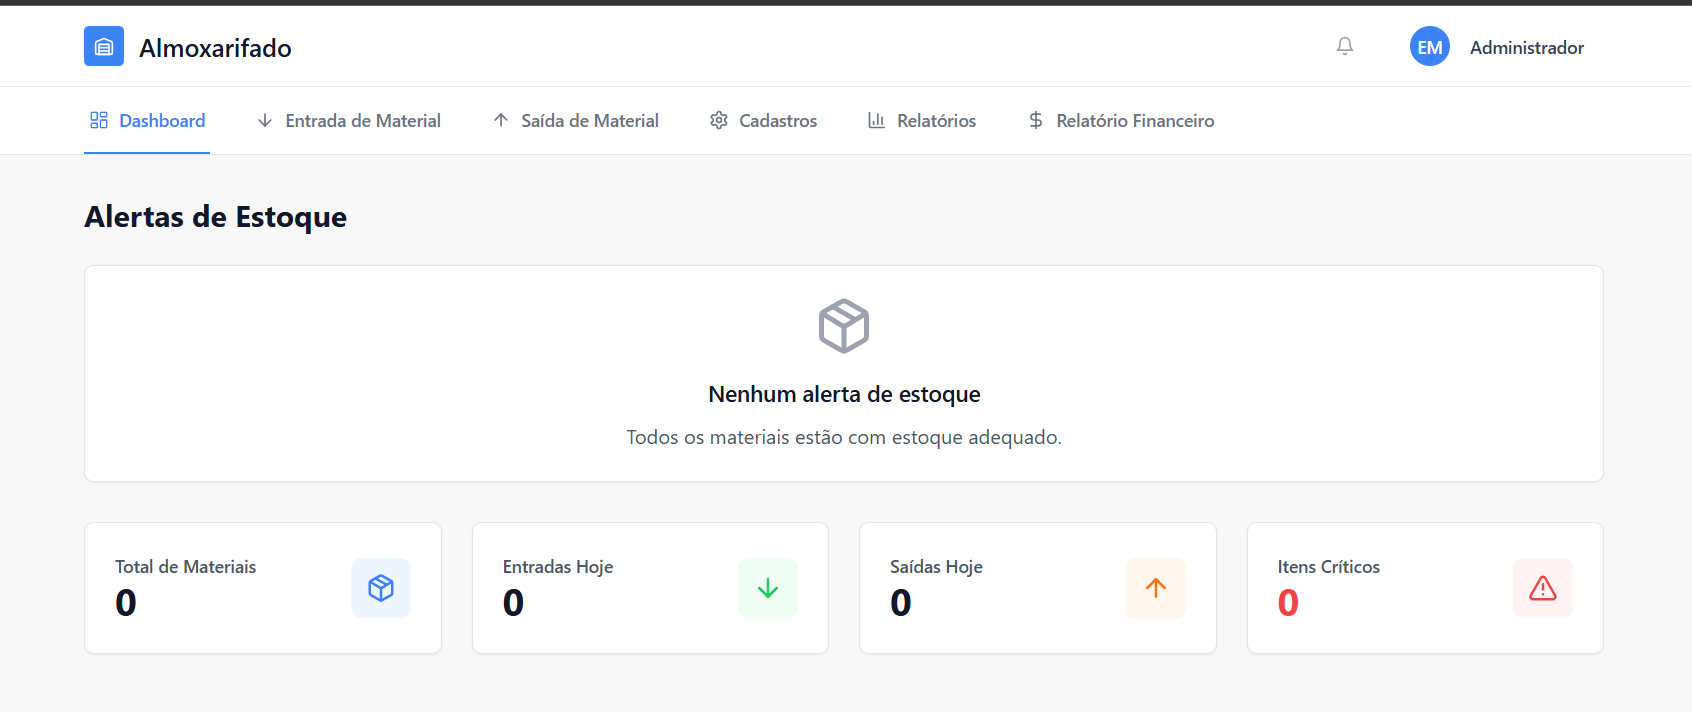 Almoxarifado
EM Administrador
Dashboard Entrada de Material Saída de Material Cadastros Relatórios Relatório Financeiro
Alertas de Estoque
Nenhum alerta de estoque
Todos os materiais estão com estoque adequado.
Total de Materiais
0
Entradas Hoje
0
Saídas Hoje
0
Itens Críticos
0